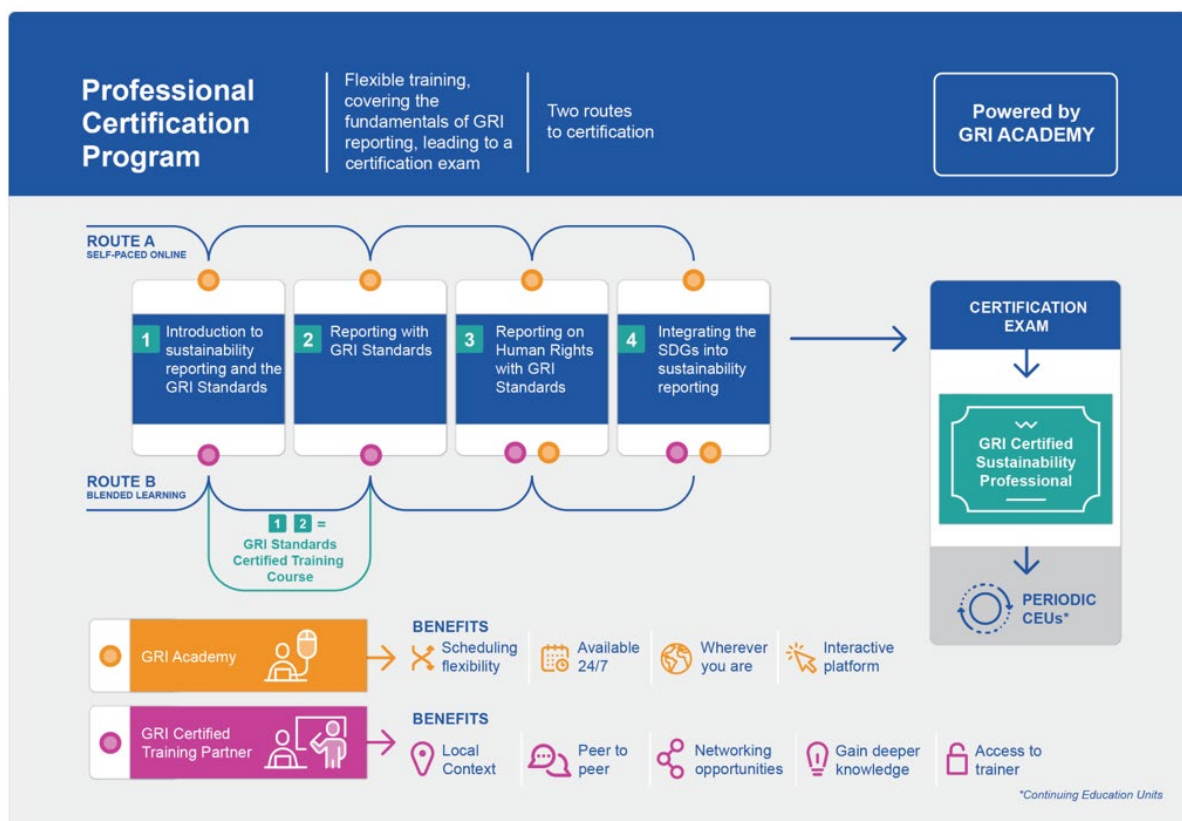 Professional
Certification
Program
Flexible training,
covering the
fundamentals of GRI
reporting, leading to a
certification exam
Two routes
to certification
Powered by
GRI ACADEMY
ROUTE A
SELF-PACED ONLINE
1
Introduction to
sustainability
reporting and the
GRI Standards
2
Reporting with
GRI Standards
3
Reporting on
Human Rights
with GRI
Standards
4
Integrating the
SDGs into
sustainability
reporting
CERTIFICATION
EXAM
GRI Certified
Sustainability
Professional
PERIODIC
CEUs*
ROUTE B
BLENDED LEARNING
1 2 =
GRI Standards
Certified Training
Course
GRI Academy
BENEFITS
Scheduling
flexibility
Available
24/7
Wherever
you are
Interactive
platform
GRI Certified
Training Partner
BENEFITS
Local
Context
Peer to
peer
Networking
opportunities
Gain deeper
knowledge
Access to
trainer
*Continuing Education Units